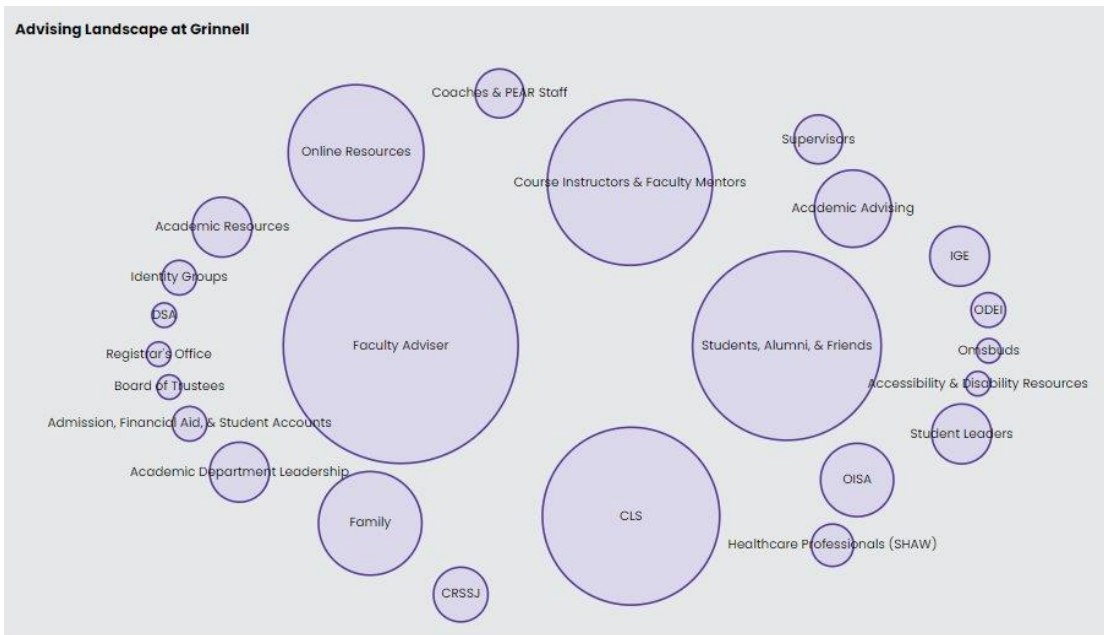 Advising Landscape at Grinnell
Coaches & PEAR Staff
Online Resources
Supervisors
Course Instructors & Faculty Mentors
Academic Advising
Academic Resources
IGE
Identity Groups
ODEI
DSA
Faculty Adviser
Students, Alumni, & Friends
Omsbuds
Registrar's Office
Accessibility & Disability Resources
Board of Trustees
Admission, Financial Aid, & Student Accounts
Student Leaders
Academic Department Leadership
OISA
Family
CLS
Healthcare Professionals (SHAW)
CRSSJ